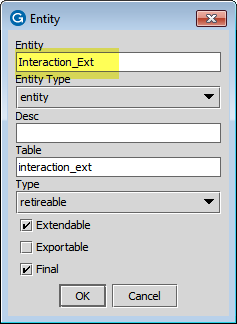 Entity
Entity
Interaction_Ext
Entity Type
entity
Desc
Table
interaction_ext
Type
retireable
Extendable
Exportable
Final
OK Cancel